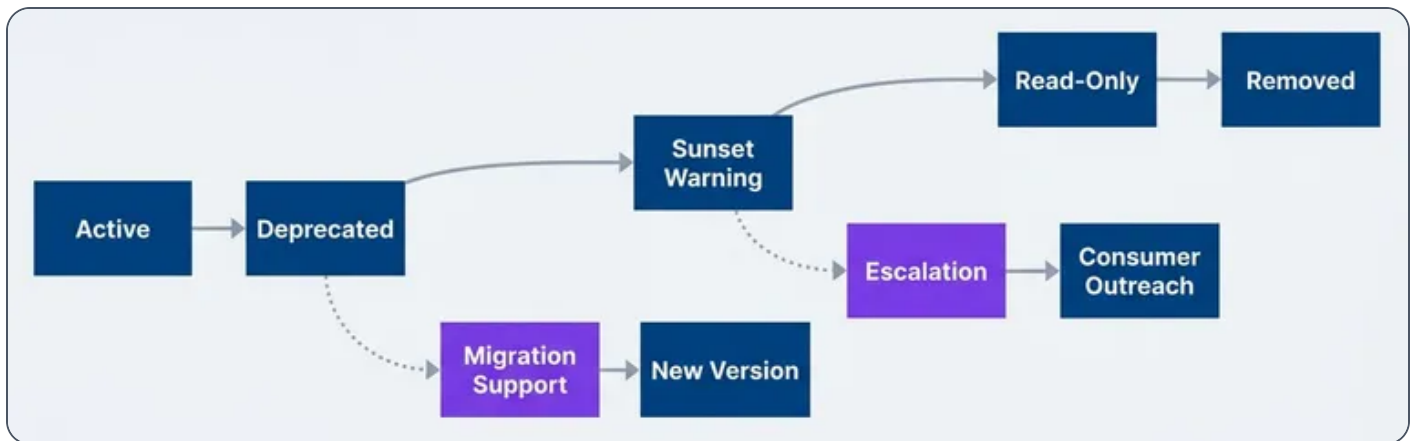 Active
Deprecated
Sunset
Warning
Read-Only
Removed
Escalation
Consumer
Outreach
Migration
Support
New Version